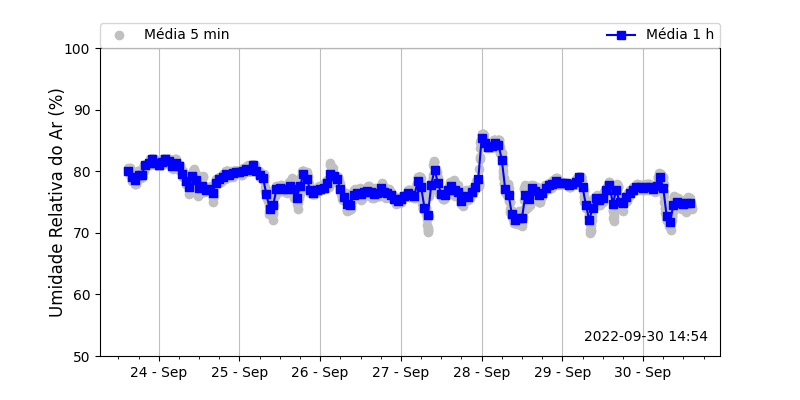 Média 5 min
Média 1 h
Umidade Relativa do Ar (%)
100
90
80
70
60
50
2022-09-30 14:54
24 - Sep
25 - Sep
26 - Sep
27 - Sep
28 - Sep
29 - Sep
30 - Sep